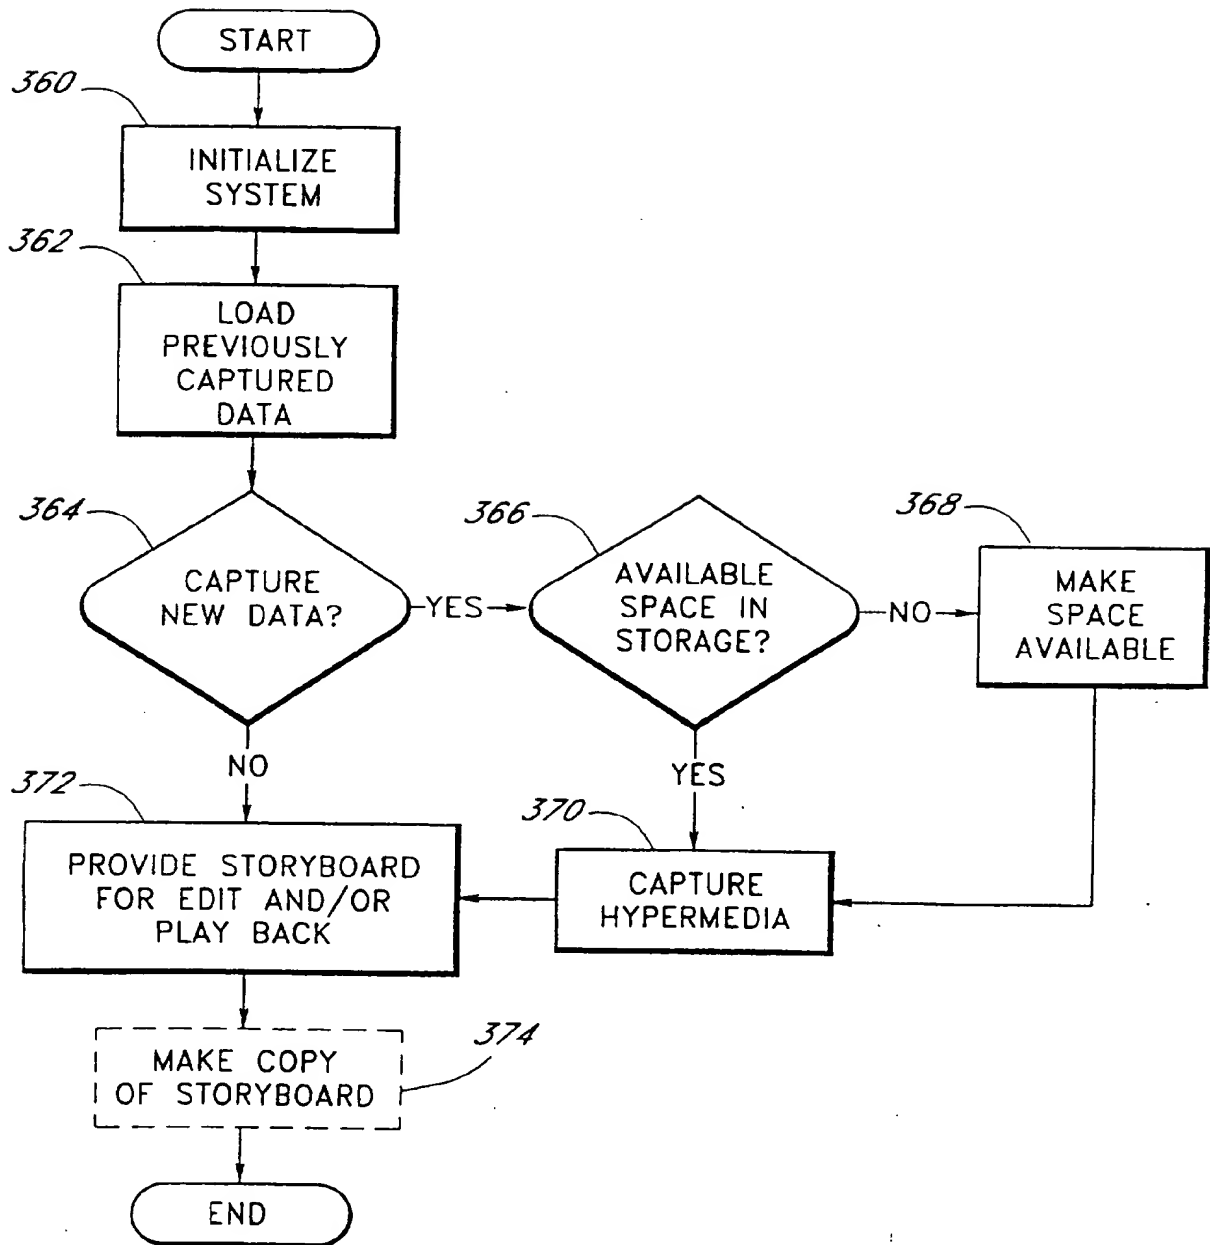 START
360
INITIALIZE
SYSTEM
362
LOAD
PREVIOUSLY
CAPTURED
DATA
364
CAPTURE
NEW DATA?
YES
366
AVAILABLE
SPACE IN
STORAGE?
NO
368
MAKE
SPACE
AVAILABLE
NO
YES
372
PROVIDE STORYBOARD
FOR EDIT AND/OR
PLAY BACK
370
CAPTURE
HYPERMEDIA
374
MAKE COPY
OF STORYBOARD
END